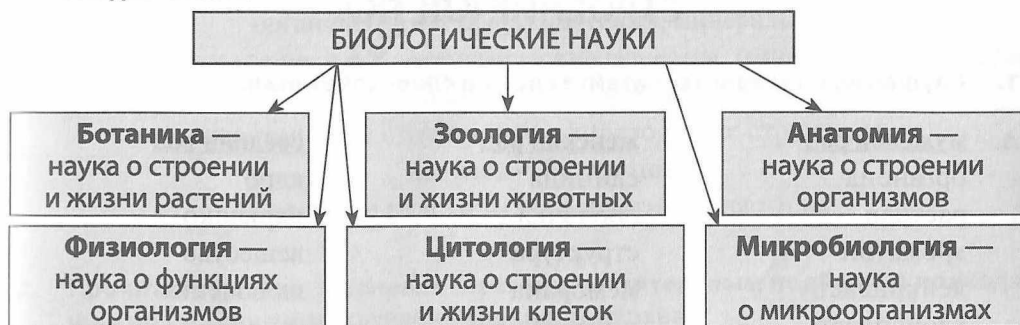 БИОЛОГИЧЕСКИЕ НАУКИ
Ботаника —
наука о строении
и жизни растений
Зоология —
наука о строении
и жизни животных
Анатомия —
наука о строении
организмов
Физиология —
наука о функциях
организмов
Цитология —
наука о строении
и жизни клеток
Микробиология —
наука
о микроорганизмах